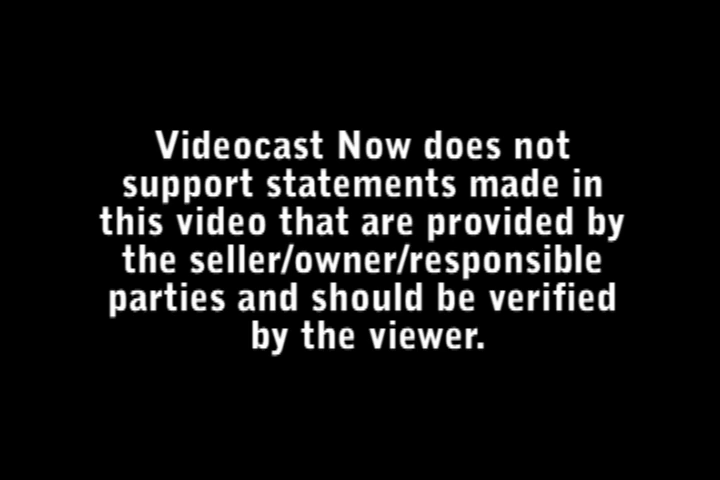 Videocast Now does not
support statements made in
this video that are provided by
the seller/owner/responsible
parties and should be verified
by the viewer.